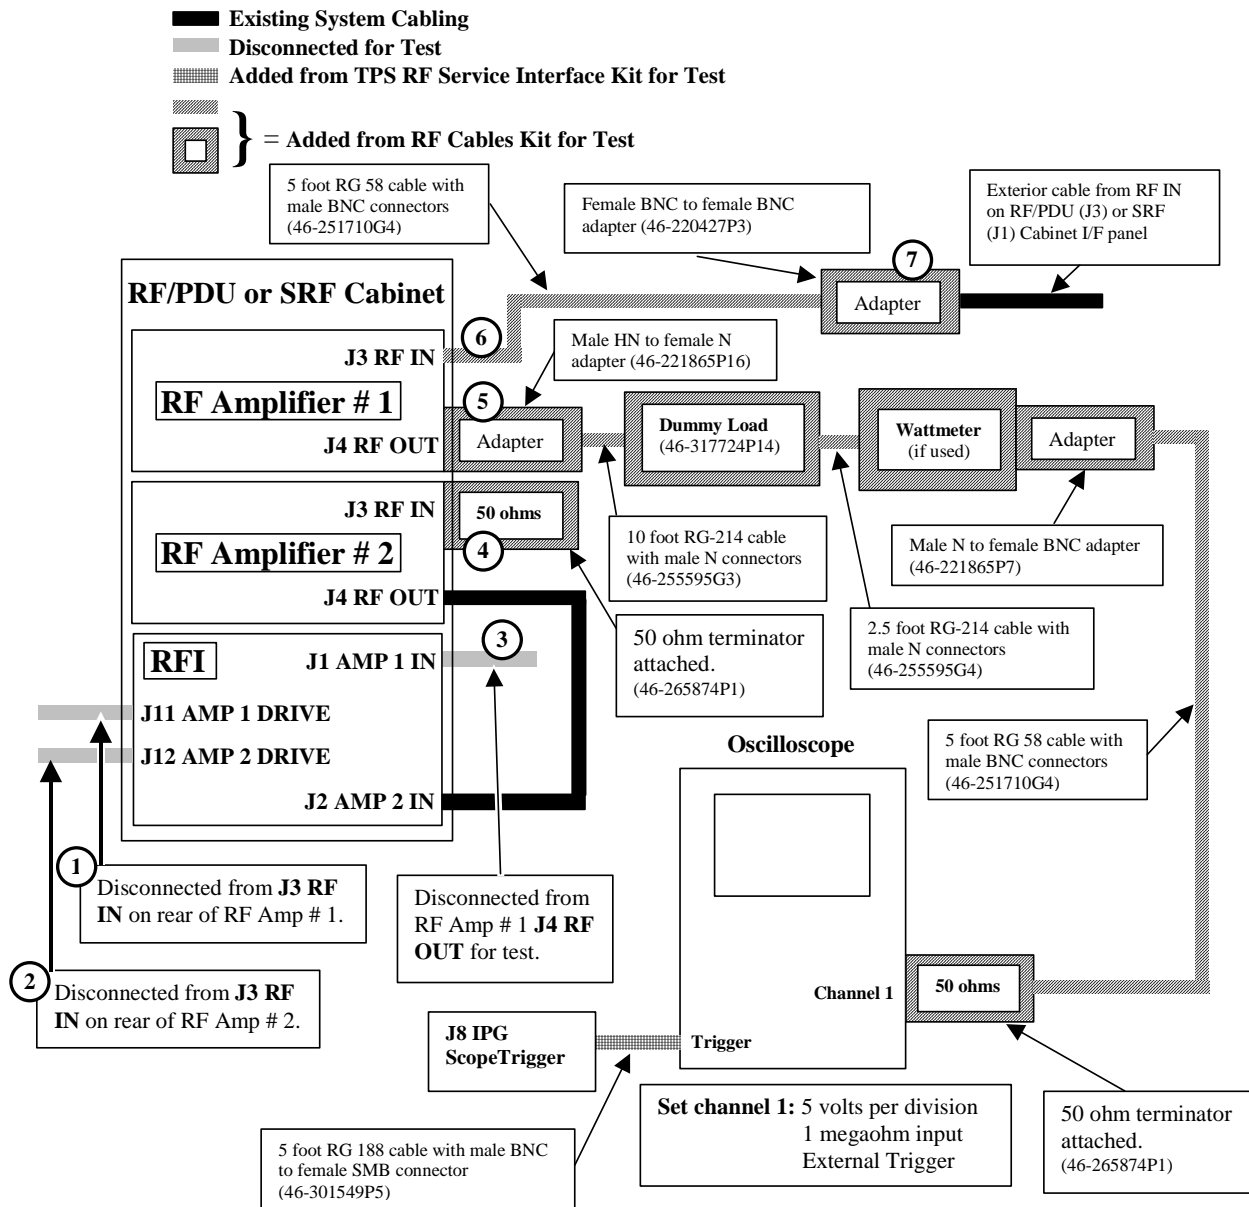 Existing System Cabling
Disconnected for Test
Added from TPS RF Service Interface Kit for Test
} = Added from RF Cables Kit for Test
5 foot RG 58 cable with
male BNC connectors
(46-251710G4)
Female BNC to female BNC
adapter (46-220427P3)
Exterior cable from RF IN
on RF/PDU (J3) or SRF
(J1) Cabinet I/F panel
7
Adapter
RF/PDU or SRF Cabinet
6
J3 RF IN
Male HN to female N
adapter (46-221865P16)
RF Amplifier # 1
5
J4 RF OUT
Adapter
Dummy Load
(46-317724P14)
Wattmeter
(if used)
Adapter
J3 RF IN
50 ohms
4
RF Amplifier # 2
J4 RF OUT
10 foot RG-214 cable
with male N connectors
(46-255595G3)
Male N to female BNC adapter
(46-221865P7)
3
RFI
J1 AMP 1 IN
50 ohm terminator
attached.
(46-265874P1)
2.5 foot RG-214 cable with
male N connectors
(46-255595G4)
J11 AMP 1 DRIVE
J12 AMP 2 DRIVE
J2 AMP 2 IN
Oscilloscope
5 foot RG 58 cable with
male BNC connectors
(46-251710G4)
1
Disconnected from J3 RF
IN on rear of RF Amp # 1.
Disconnected from
RF Amp # 1 J4 RF
OUT for test.
2
Disconnected from J3 RF
IN on rear of RF Amp # 2.
Channel 1
50 ohms
J8 IPG
ScopeTrigger
Trigger
Set channel 1: 5 volts per division
1 megaohm input
External Trigger
50 ohm terminator
attached.
(46-265874P1)
5 foot RG 188 cable with male BNC
to female SMB connector
(46-301549P5)